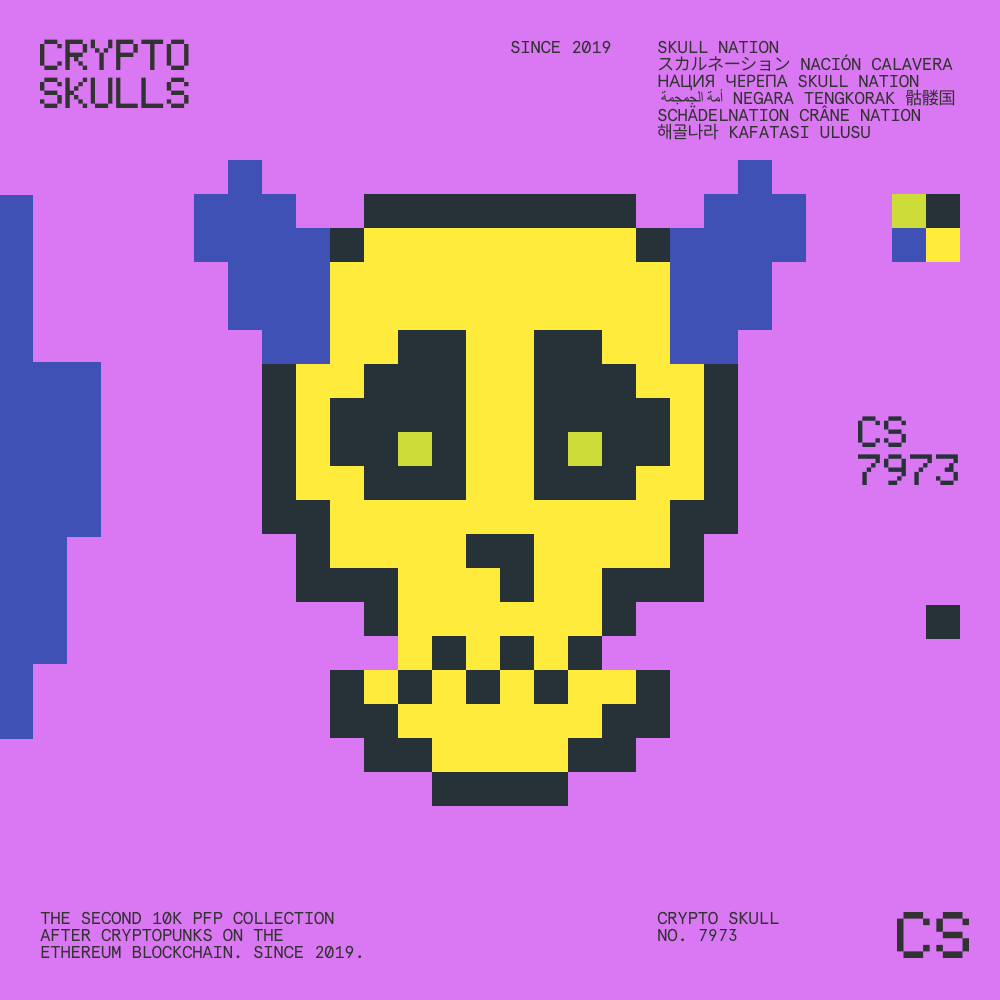 CRYPTO
SKULLS
SINCE 2019
SKULL NATION
スカルネーション NACIÓN CALAVERA
НАЦИЯ ЧЕРЕПА SKULL NATION
أمة الجمجمة NEGARA TENGKORAK 骷髅国
SCHÄDELNATION CRÂNE NATION
해골나라 KAFATASI ULUSU
CS
7973
THE SECOND 10K PFP COLLECTION
AFTER CRYPTOPUNKS ON THE
ETHEREUM BLOCKCHAIN. SINCE 2019.
CRYPTO SKULL
NO. 7973
CS